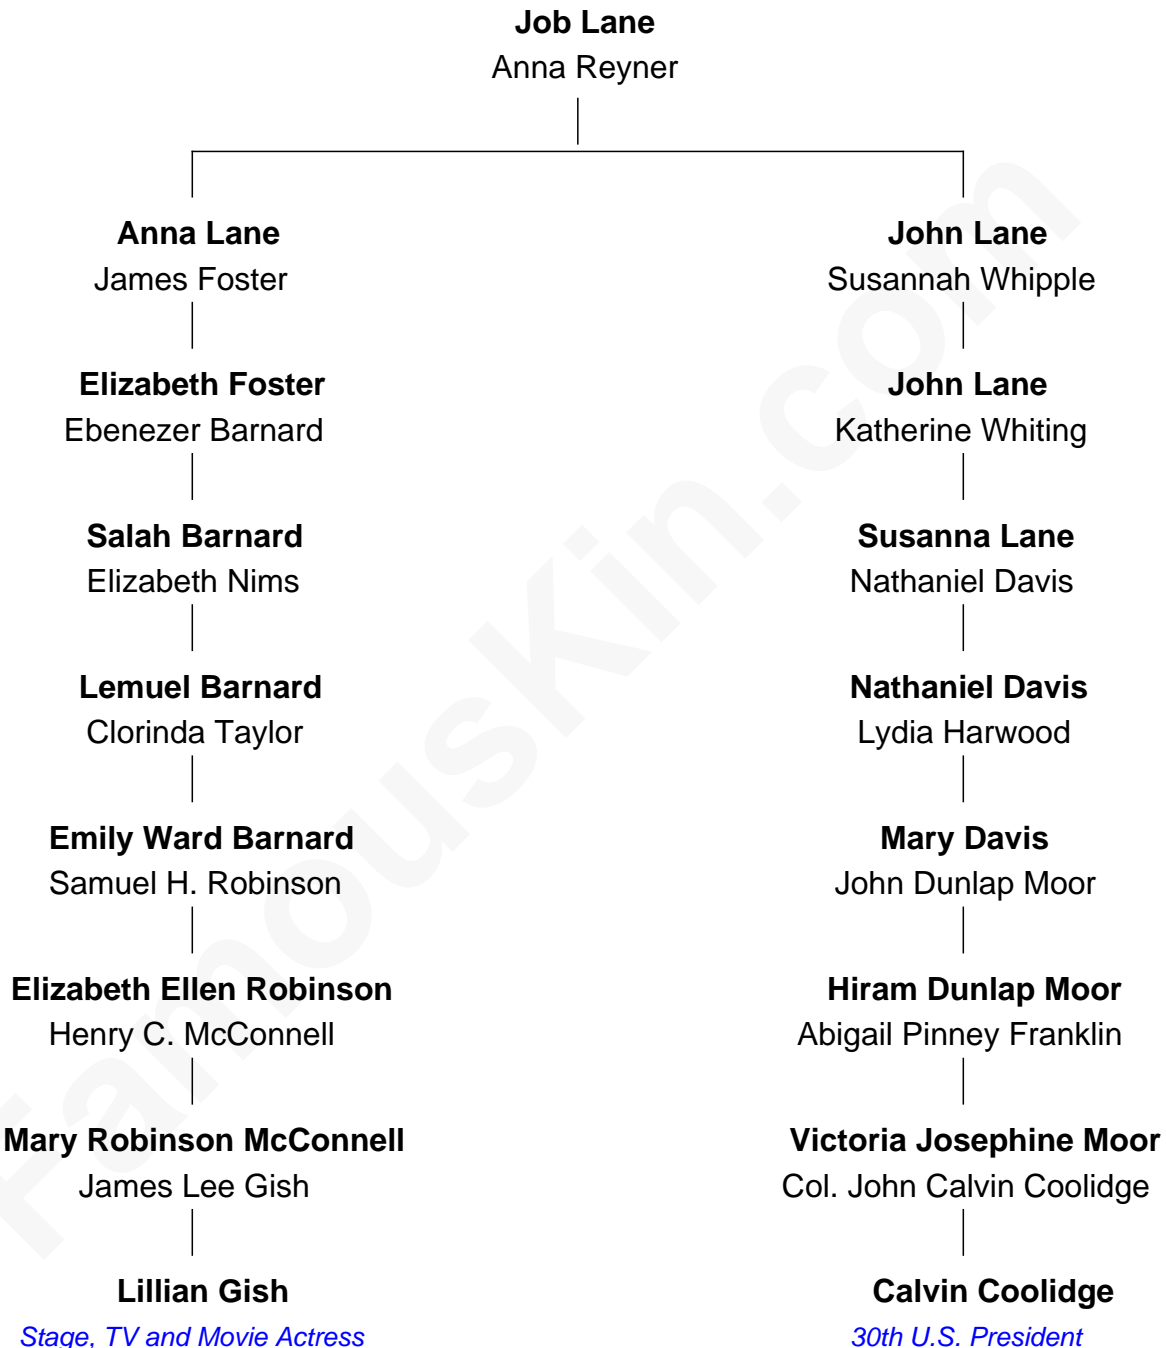 Job Lane
Anna Reyner
Anna Lane
James Foster
John Lane
Susannah Whipple
Elizabeth Foster
Ebenezer Barnard
John Lane
Katherine Whiting
Salah Barnard
Elizabeth Nims
Susanna Lane
Nathaniel Davis
Lemuel Barnard
Clorinda Taylor
Nathaniel Davis
Lydia Harwood
Emily Ward Barnard
Samuel H. Robinson
Mary Davis
John Dunlap Moor
Elizabeth Ellen Robinson
Henry C. McConnell
Hiram Dunlap Moor
Abigail Pinney Franklin
Mary Robinson McConnell
James Lee Gish
Victoria Josephine Moor
Col. John Calvin Coolidge
Lillian Gish
Stage, TV and Movie Actress
Calvin Coolidge
30th U.S. President
FamousKin.com